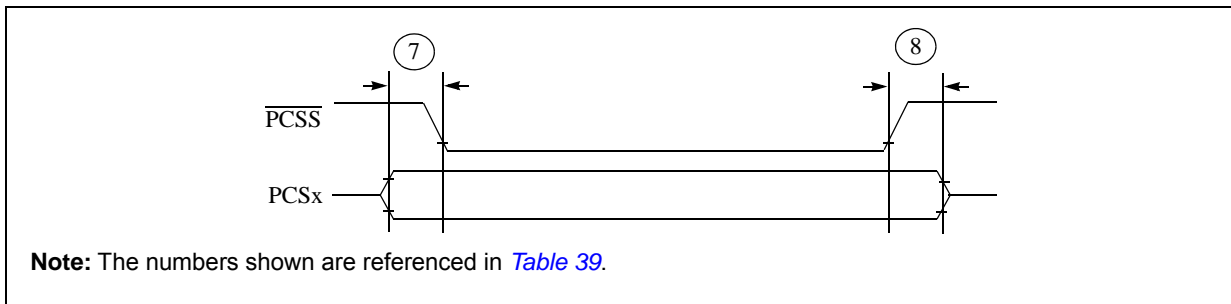 7
8
PCSS
PCSx
Note: The numbers shown are referenced in Table 39.